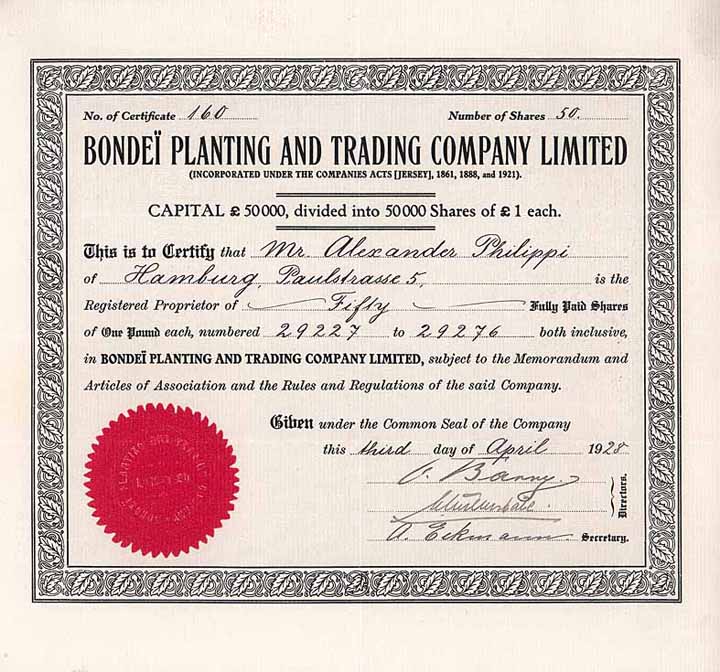 No. of Certificate 160 Number of Shares 50.
BONDEÏ PLANTING AND TRADING COMPANY LIMITED
(INCORPORATED UNDER THE COMPANIES ACTS [JERSEY], 1861, 1888, and 1921).
CAPITAL £ 50000, divided into 50000 Shares of £ 1 each.
This is to Certify that Mr. Alexander Philippi
of Hamburg, Paulstrasse 5, is the
Registered Proprietor of Fifty Fully Paid Shares
of One Pound each, numbered 29227 to 29276 both inclusive,
in BONDEÏ PLANTING AND TRADING COMPANY LIMITED, subject to the Memorandum and
Articles of Association and the Rules and Regulations of the said Company.
Given under the Common Seal of the Company
this third day of April 1928
Directors.
A. Eckmann Secretary.